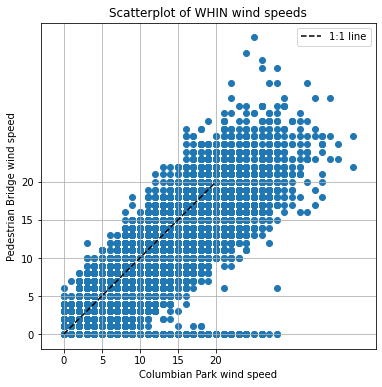 Scatterplot of WHIN wind speeds
1:1 line
Pedestrian Bridge wind speed
20
15
10
5
0
0 5 10 15 20
Columbian Park wind speed